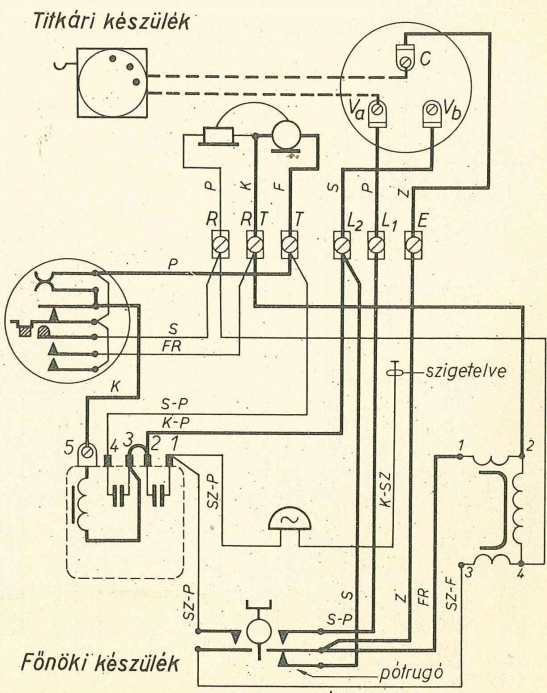 Titkári készülék
C
Va
Vb
P
K
F
S
P
Z
R
R T
T
L2
L1
E
P
S
FR
K
S-P
K-P
szigetelve
5
4
3
2
1
1
2
SZ-P
K-SZ
3
4
SZ-P
S
Z
FR
SZ-F
S-P
Főnöki készülék
pótrugó